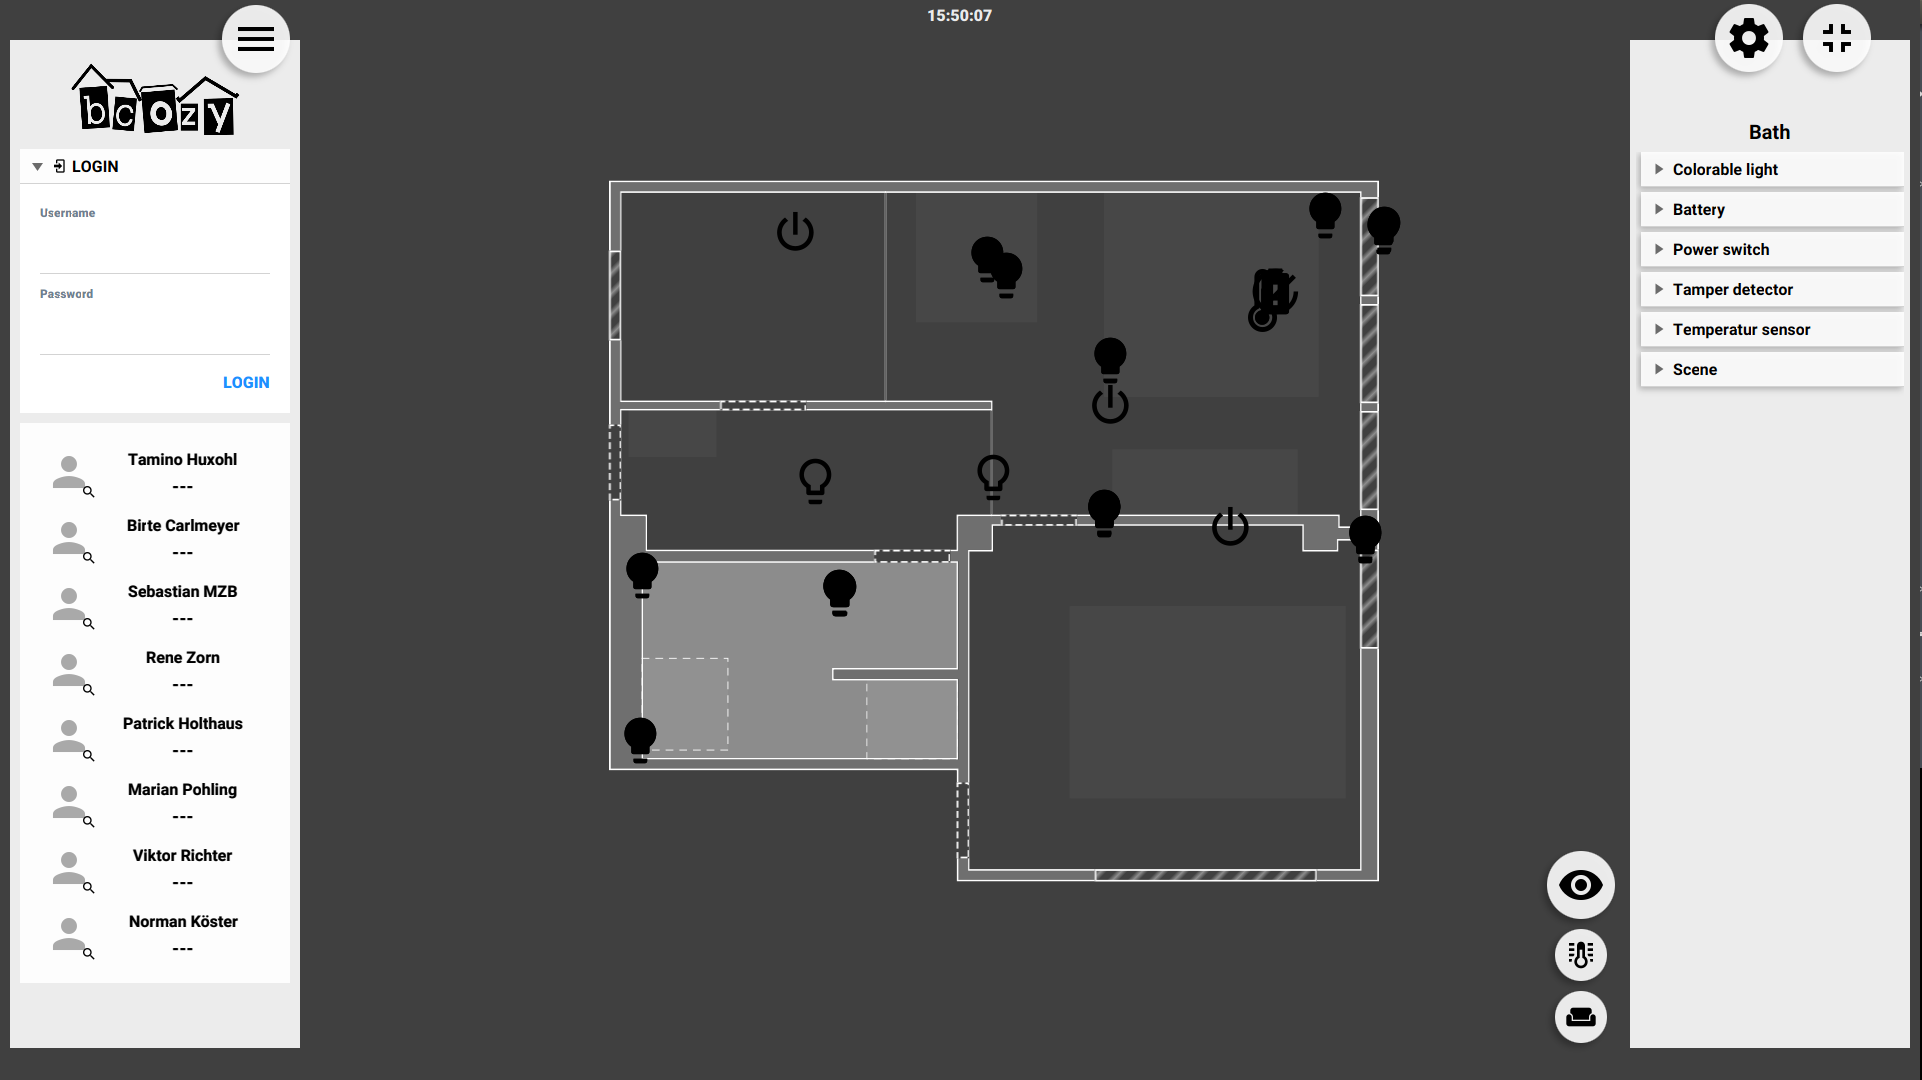 15:50:07
bcozy
LOGIN
Username
Password
LOGIN
Tamino Huxohl
---
Birte Carlmeyer
---
Sebastian MZB
---
Rene Zorn
---
Patrick Holthaus
---
Marian Pohling
---
Viktor Richter
---
Norman Köster
---
Bath
Colorable light
Battery
Power switch
Tamper detector
Temperatur sensor
Scene